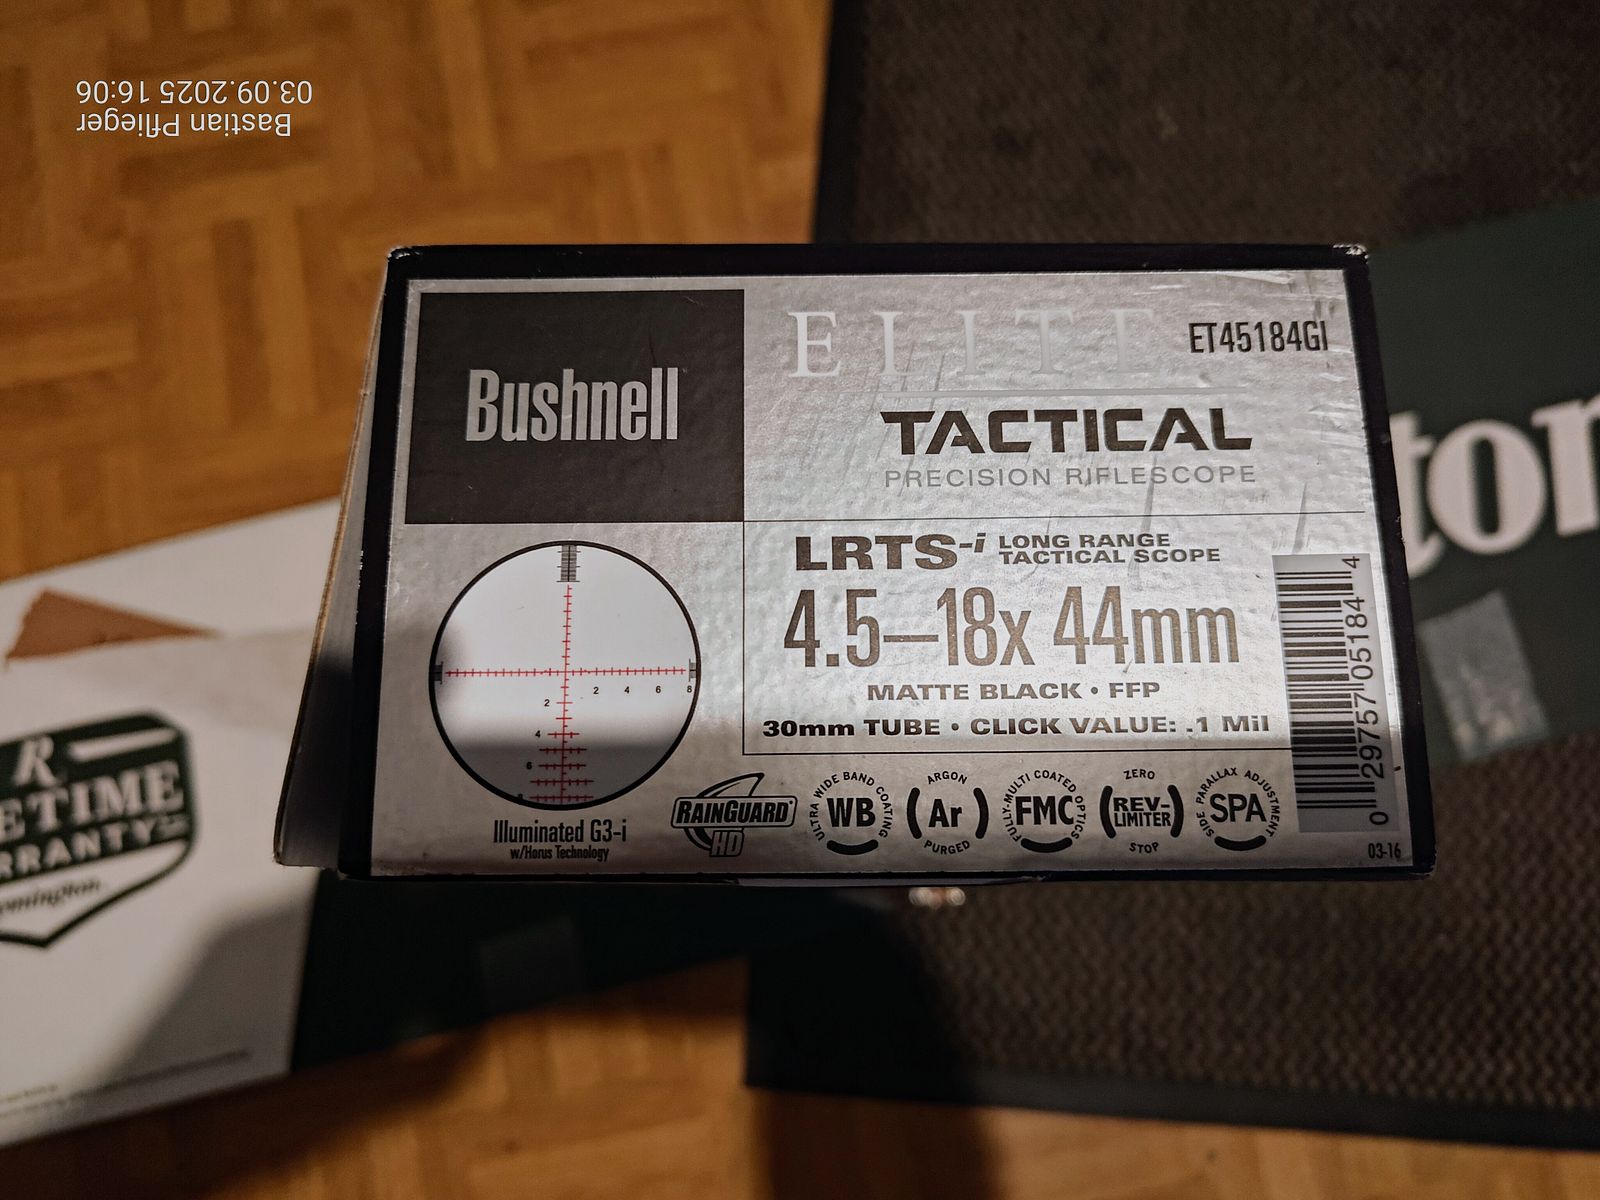 Bastian Pflieger
03.09.2025 16:06
Bushnell
ELITE
ET45184GI
TACTICAL
PRECISION RIFLESCOPE
LRTS-i LONG RANGE
TACTICAL SCOPE
4.5–18x 44mm
MATTE BLACK • FFP
30mm TUBE • CLICK VALUE: .1 Mil
2 4 6 8
2
4
6
8
Illuminated G3-i
w/Horus Technology
RAINGUARD®
HD
ULTRA WIDE BAND COATING
WB
ARGON
Ar
PURGED
FULLY-MULTI COATED OPTICS
FMC
ZERO
REV-
LIMITER
STOP
SIDE PARALLAX ADJUSTMENT
SPA
0 29757 05184 4
03-16
R
ETIME
RRANTY
mington
ton